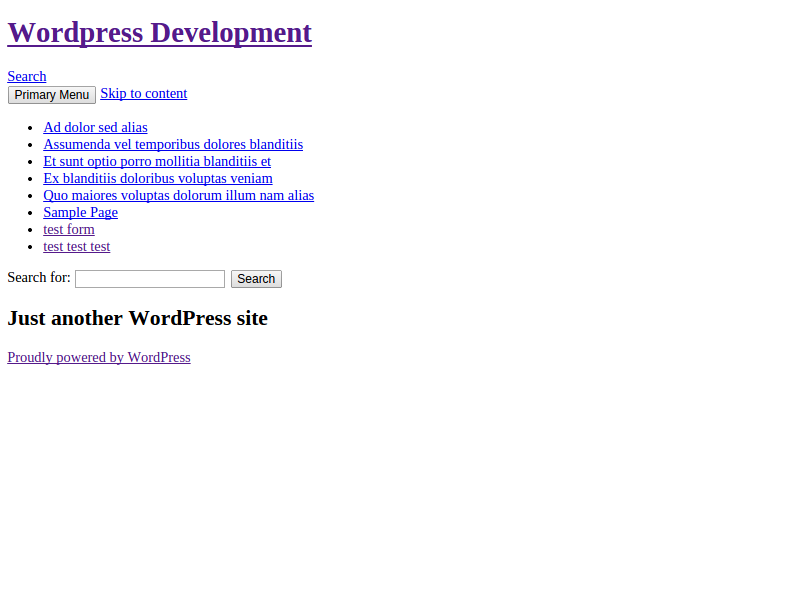 Wordpress Development
Search
Primary Menu Skip to content
Ad dolor sed alias
Assumenda vel temporibus dolores blanditiis
Et sunt optio porro mollitia blanditiis et
Ex blanditiis doloribus voluptas veniam
Quo maiores voluptas dolorum illum nam alias
Sample Page
test form
test test test
Search for: Search
Just another WordPress site
Proudly powered by WordPress